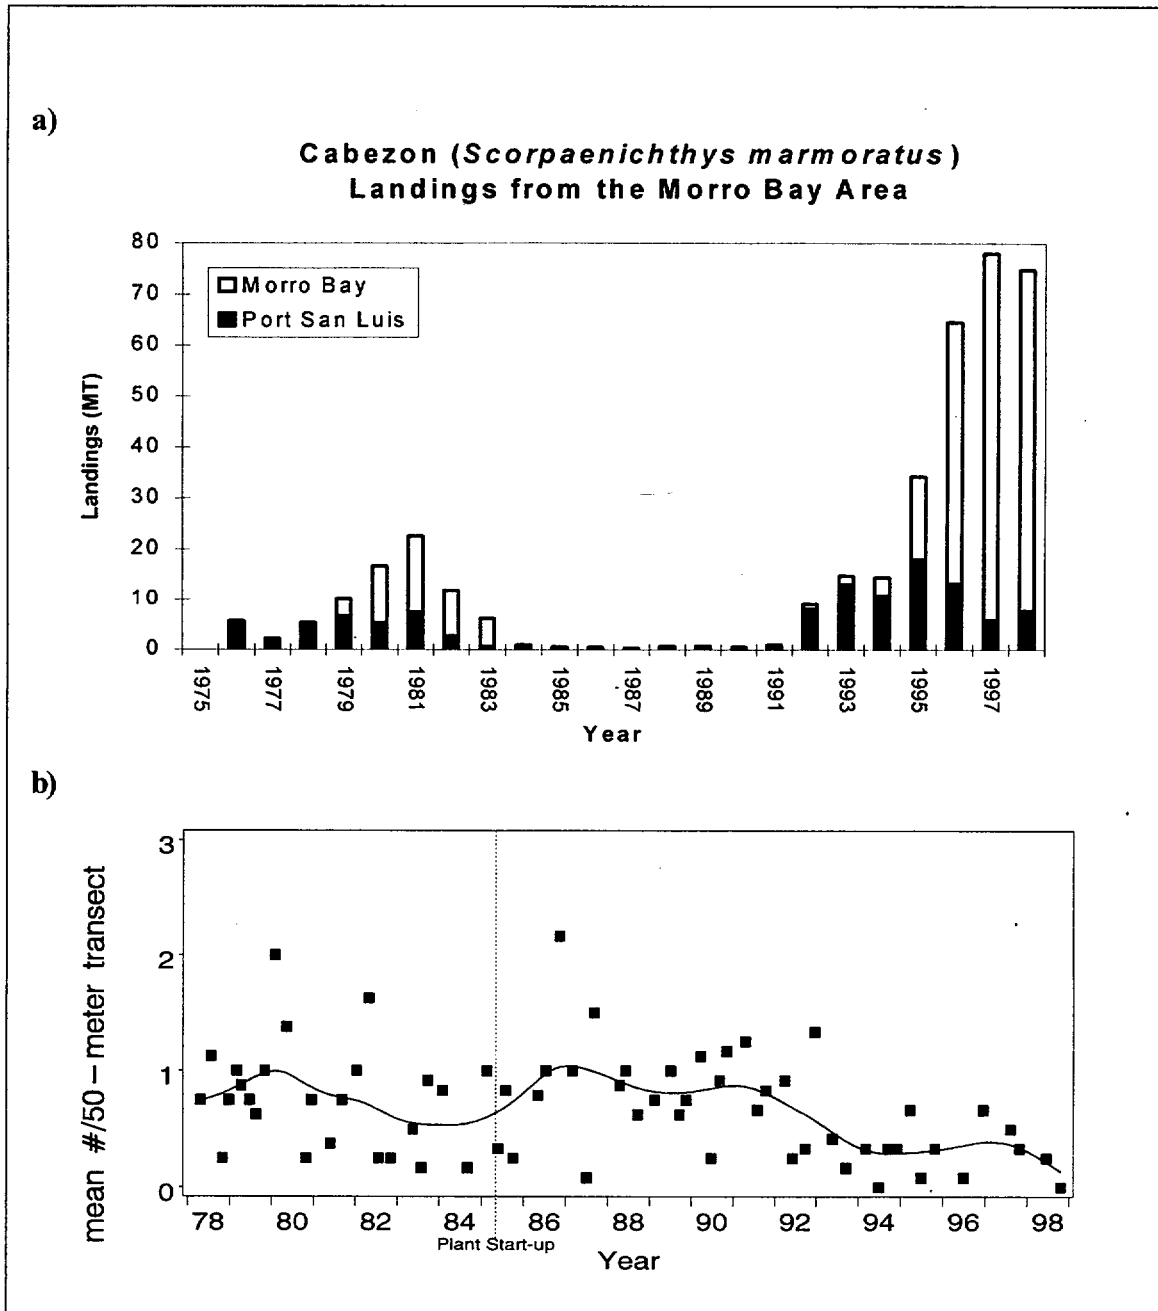 a)
Cabezon (Scorpaenichthys marmoratus)
Landings from the Morro Bay Area
80
70
60
50
40
30
20
10
0
Landings (MT)
Morro Bay
Port San Luis
1975
1977
1979
1981
1983
1985
1987
1989
1991
1993
1995
1997
Year
b)
3
2
1
0
mean #/50-meter transect
78 80 82 84 86 88 90 92 94 96 98
Plant Start-up
Year